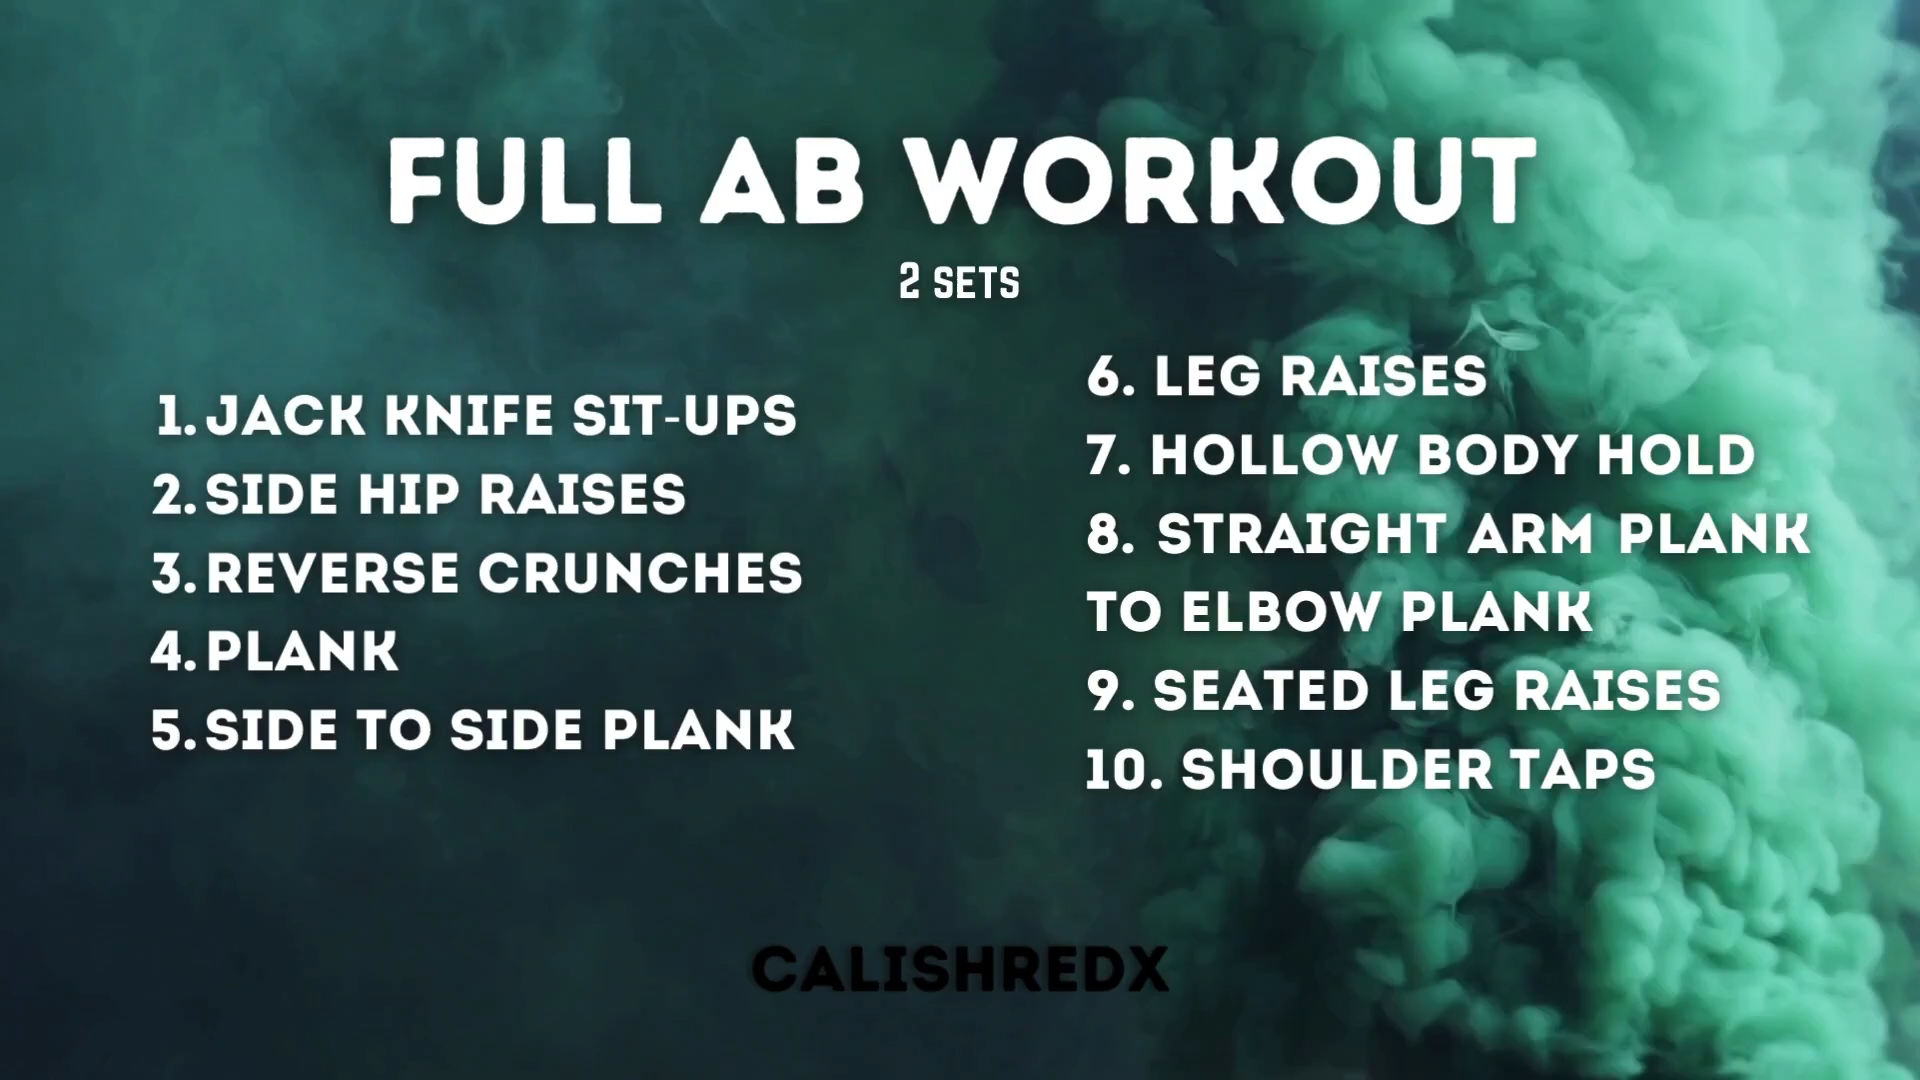 FULL AB WORKOUT
2 SETS
1. JACK KNIFE SIT-UPS
2. SIDE HIP RAISES
3. REVERSE CRUNCHES
4. PLANK
5. SIDE TO SIDE PLANK
6. LEG RAISES
7. HOLLOW BODY HOLD
8. STRAIGHT ARM PLANK
TO ELBOW PLANK
9. SEATED LEG RAISES
10. SHOULDER TAPS
CALISHREDX